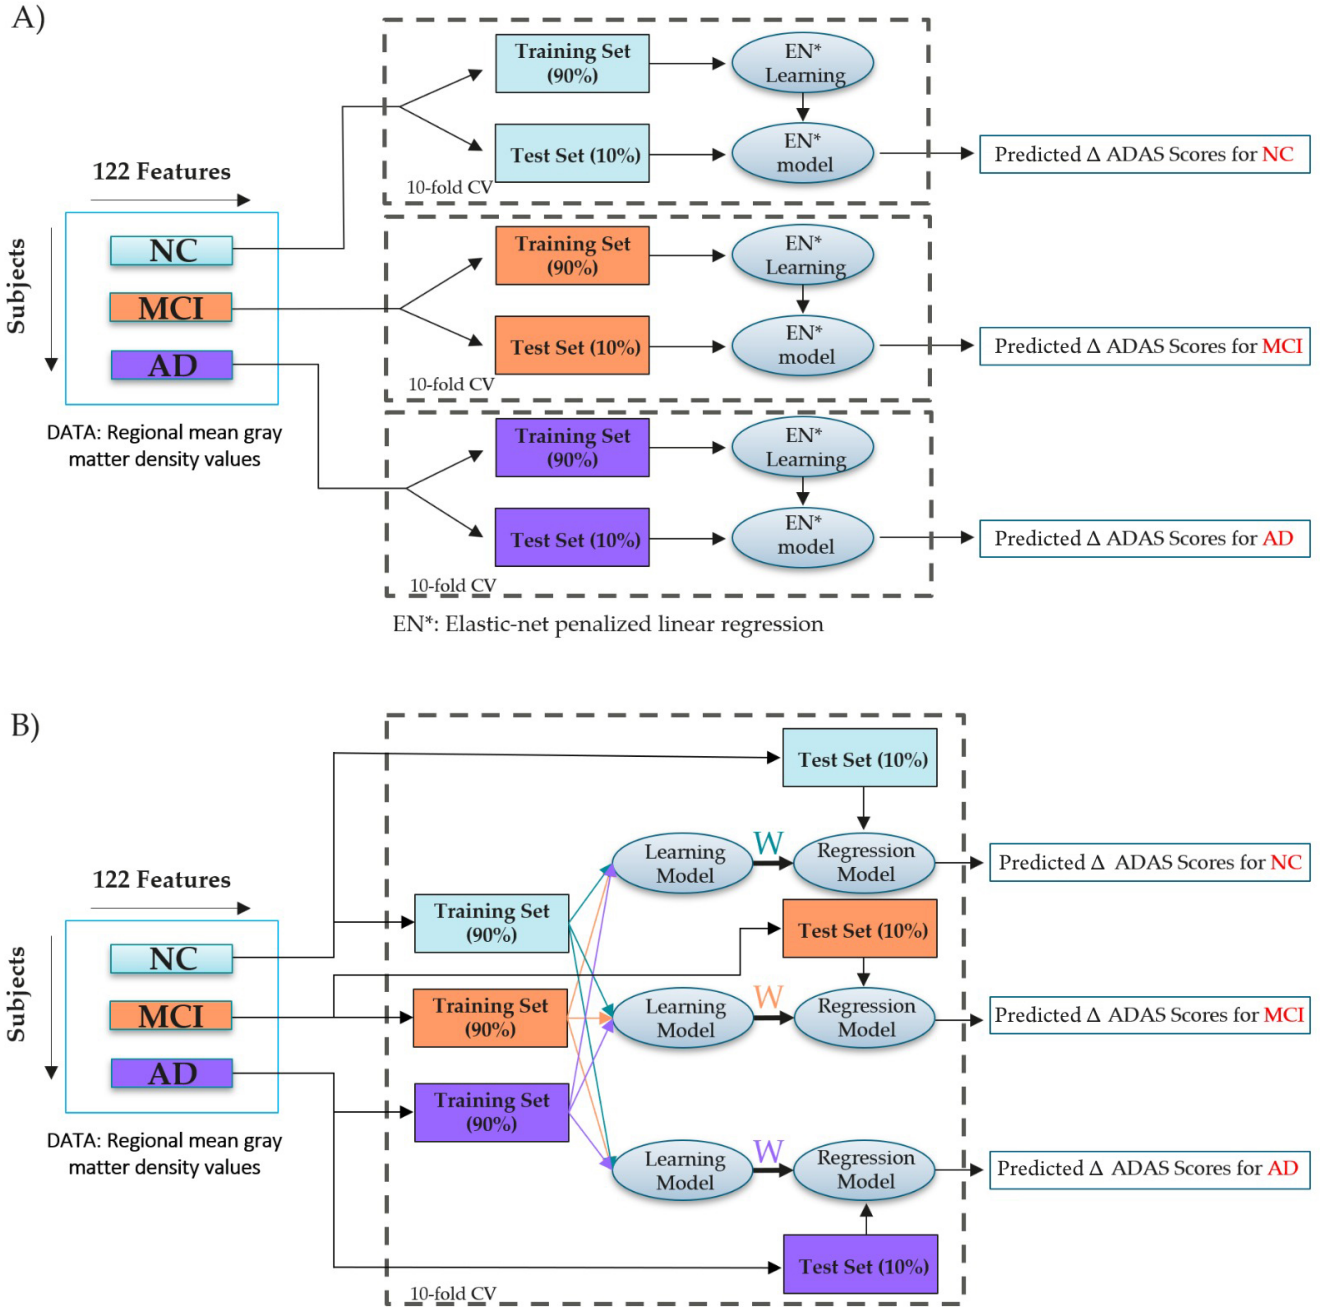 A)
122 Features
Subjects
NC
MCI
AD
DATA: Regional mean gray
matter density values
Training Set
(90%)
EN*
Learning
Test Set (10%)
EN*
model
10-fold CV
Predicted Δ ADAS Scores for NC
Training Set
(90%)
EN*
Learning
Test Set (10%)
EN*
model
10-fold CV
Predicted Δ ADAS Scores for MCI
Training Set
(90%)
EN*
Learning
Test Set (10%)
EN*
model
10-fold CV
Predicted Δ ADAS Scores for AD
EN*: Elastic-net penalized linear regression
B)
122 Features
Subjects
NC
MCI
AD
DATA: Regional mean gray
matter density values
Test Set (10%)
Learning
Model
W
Regression
Model
Predicted Δ ADAS Scores for NC
Training Set
(90%)
Test Set (10%)
Training Set
(90%)
Learning
Model
W
Regression
Model
Predicted Δ ADAS Scores for MCI
Training Set
(90%)
Learning
Model
W
Regression
Model
Predicted Δ ADAS Scores for AD
Test Set (10%)
10-fold CV